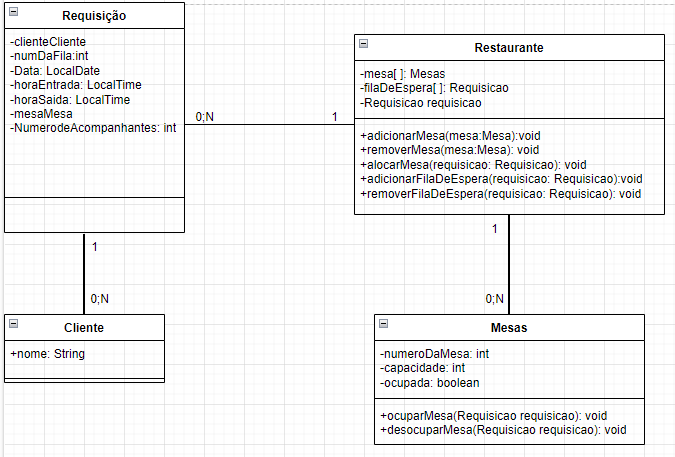 Requisição
-clienteCliente
-numDaFila:int
-Data: LocalDate
-horaEntrada: LocalTime
-horaSaida: LocalTime
-mesaMesa
-NumerodeAcompanhantes: int
0;N
1
Restaurante
-mesa[ ]: Mesas
-filaDeEspera[ ]: Requisicao
-Requisicao requisicao
+adicionarMesa(mesa:Mesa):void
+removerMesa(mesa:Mesa): void
+alocarMesa(requisicao: Requisicao): void
+adicionarFilaDeEspera(requisicao: Requisicao):void
+removerFilaDeEspera(requisicao: Requisicao): void
1
0;N
Cliente
+nome: String
1
0;N
Mesas
-numeroDaMesa: int
-capacidade: int
-ocupada: boolean
+ocuparMesa(Requisicao requisicao): void
+desocuparMesa(Requisicao requisicao): void